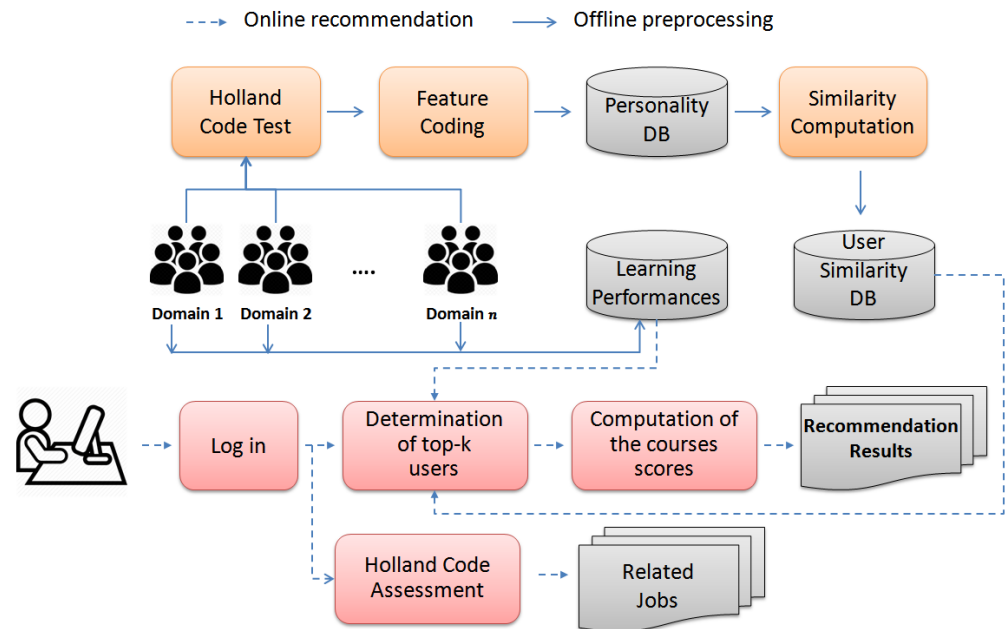 Online recommendation
Offline preprocessing
Holland
Code Test
Feature
Coding
Personality
DB
Similarity
Computation
Domain 1
Domain 2
....
Domain n
Learning
Performances
User
Similarity
DB
Log in
Determination
of top-k
users
Computation of
the courses
scores
Recommendation
Results
Holland Code
Assessment
Related
Jobs